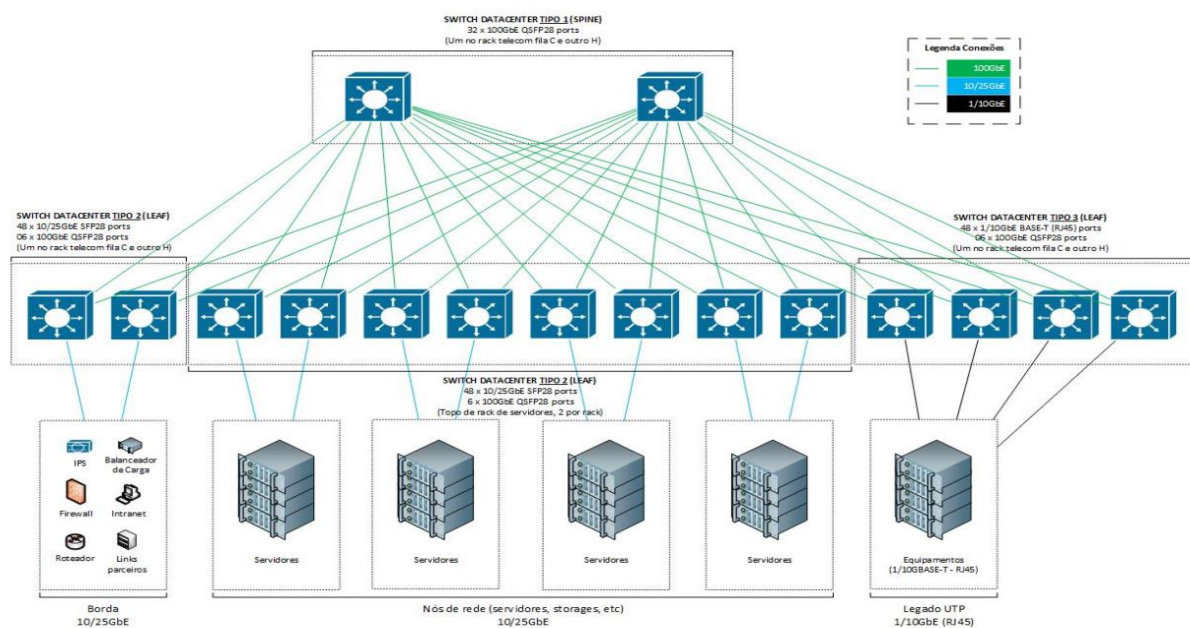 SWITCH DATACENTER TIPO 1 (SPINE)
32 x 100GbE QSFP28 ports
(Um no rack telecom fila C e outro H)
Legenda Conexões
100GbE
10/25GbE
1/10GbE
SWITCH DATACENTER TIPO 2 (LEAF)
48 x 10/25GbE SFP28 ports
06 x 100GbE QSFP28 ports
(Um no rack telecom fila C e outro H)
SWITCH DATACENTER TIPO 3 (LEAF)
48 x 1/10GbE BASE-T (RJ45) ports
06 x 100GbE QSFP28 ports
(Um no rack telecom fila C e outro H)
SWITCH DATACENTER TIPO 2 (LEAF)
48 x 10/25GbE SFP28 ports
6 x 100GbE QSFP28 ports
(Topo de rack de servidores, 2 por rack)
IPS
Balanceador
de Carga
Firewall
Intranet
Roteador
Links
parceiros
Servidores
Servidores
Servidores
Servidores
Equipamentos
(1/10GBASE-T - RJ45)
Borda
10/25GbE
Nós de rede (servidores, storages, etc)
10/25GbE
Legado UTP
1/10GbE (RJ45)